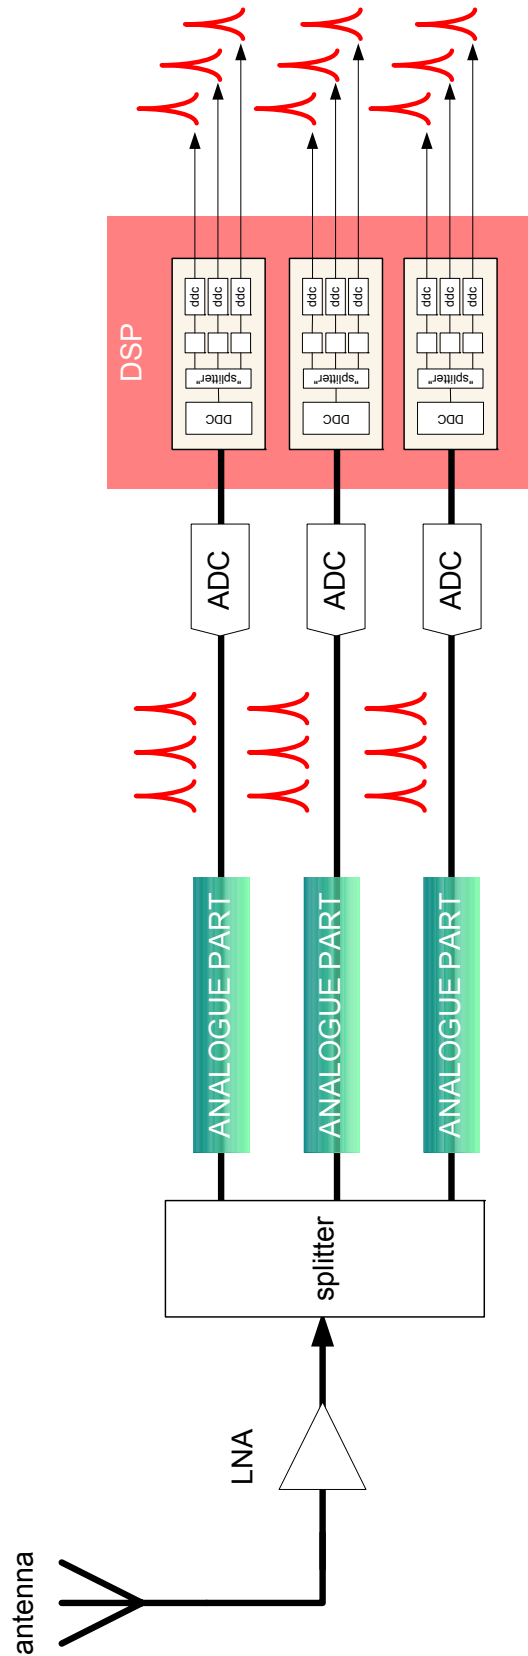 antenna
LNA
splitter
ANALOGUE PART
ANALOGUE PART
ANALOGUE PART
ADC
ADC
ADC
DSP
DDC
"splitter"
ddc
ddc
ddc
DDC
"splitter"
ddc
ddc
ddc
DDC
"splitter"
ddc
ddc
ddc